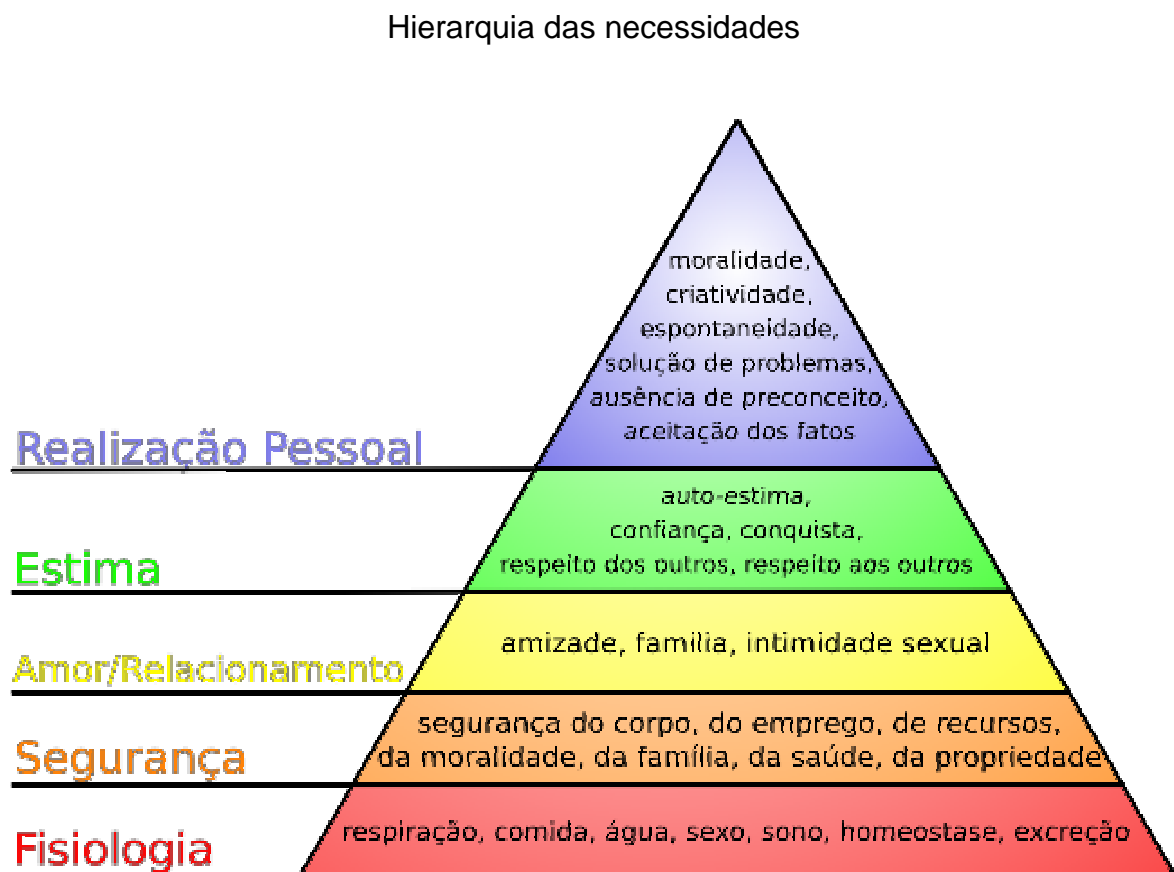 Hierarquia das necessidades
moralidade,
criatividade,
espontaneidade,
solução de problemas,
ausência de preconceito,
aceitação dos fatos
Realização Pessoal
auto-estima,
confiança, conquista,
respeito dos outros, respeito aos outros
Estima
amizade, família, intimidade sexual
Amor/Relacionamento
segurança do corpo, do emprego, de recursos,
da moralidade, da família, da saúde, da propriedade
Segurança
respiração, comida, água, sexo, sono, homeostase, excreção
Fisiologia